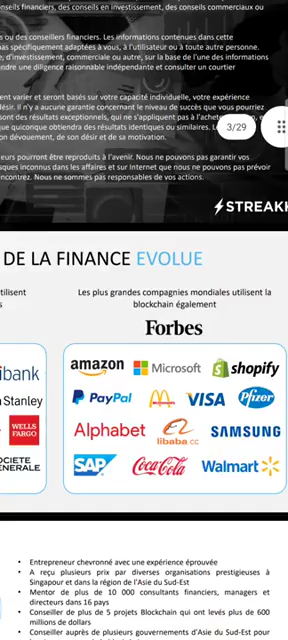 nseils financiers, des conseils en investissement, des conseils commerciaux ou
s ou des conseillers financiers. Les informations contenues dans cette
pas spécifiquement adaptées à vous, à l'utilisateur ou à toute autre personne.
e, d'investissement, commerciale ou autre, sur la base de l'une des informations
endre une diligence raisonnable indépendante et consulter un courtier
ent varier et seront basés sur votre capacité individuelle, votre expérience
désir. Il n'y a aucune garantie concernant le niveau de succès que vous pourriez
sont des résultats exceptionnels, qui ne s'appliquent pas à l'achete
que quiconque obtiendra des résultats identiques ou similaires.
on dévouement, de son désir et de sa motivation.
3/29
eurs pourront être reproduits à l'avenir. Nous ne pouvons pas garantir vos
sques inconnus dans les affaires et sur Internet que nous ne pouvons pas prévoir
encontrez. Nous ne sommes pas responsables de vos actions.
STREAK
DE LA FINANCE EVOLUE
tilisent
s
Les plus grandes compagnies mondiales utilisent la
blockchain également
Forbes
ibank
Stanley
WELLS
FARGO
OCIETE
ENERALE
amazon Microsoft shopify
PayPal McDonald's VISA Pfizer
Alphabet libaba.cc SAMSUNG
SAP Coca-Cola Walmart
• Entrepreneur chevronné avec une expérience éprouvée
• A reçu plusieurs prix par diverses organisations prestigieuses à
Singapour et dans la région de l'Asie du Sud-Est
• Mentor de plus de 10 000 consultants financiers, managers et
directeurs dans 16 pays
• Conseiller de plus de 5 projets Blockchain qui ont levés plus de 600
millions de dollars
• Conseiller auprès de plusieurs gouvernements d'Asie du Sud-Est pour